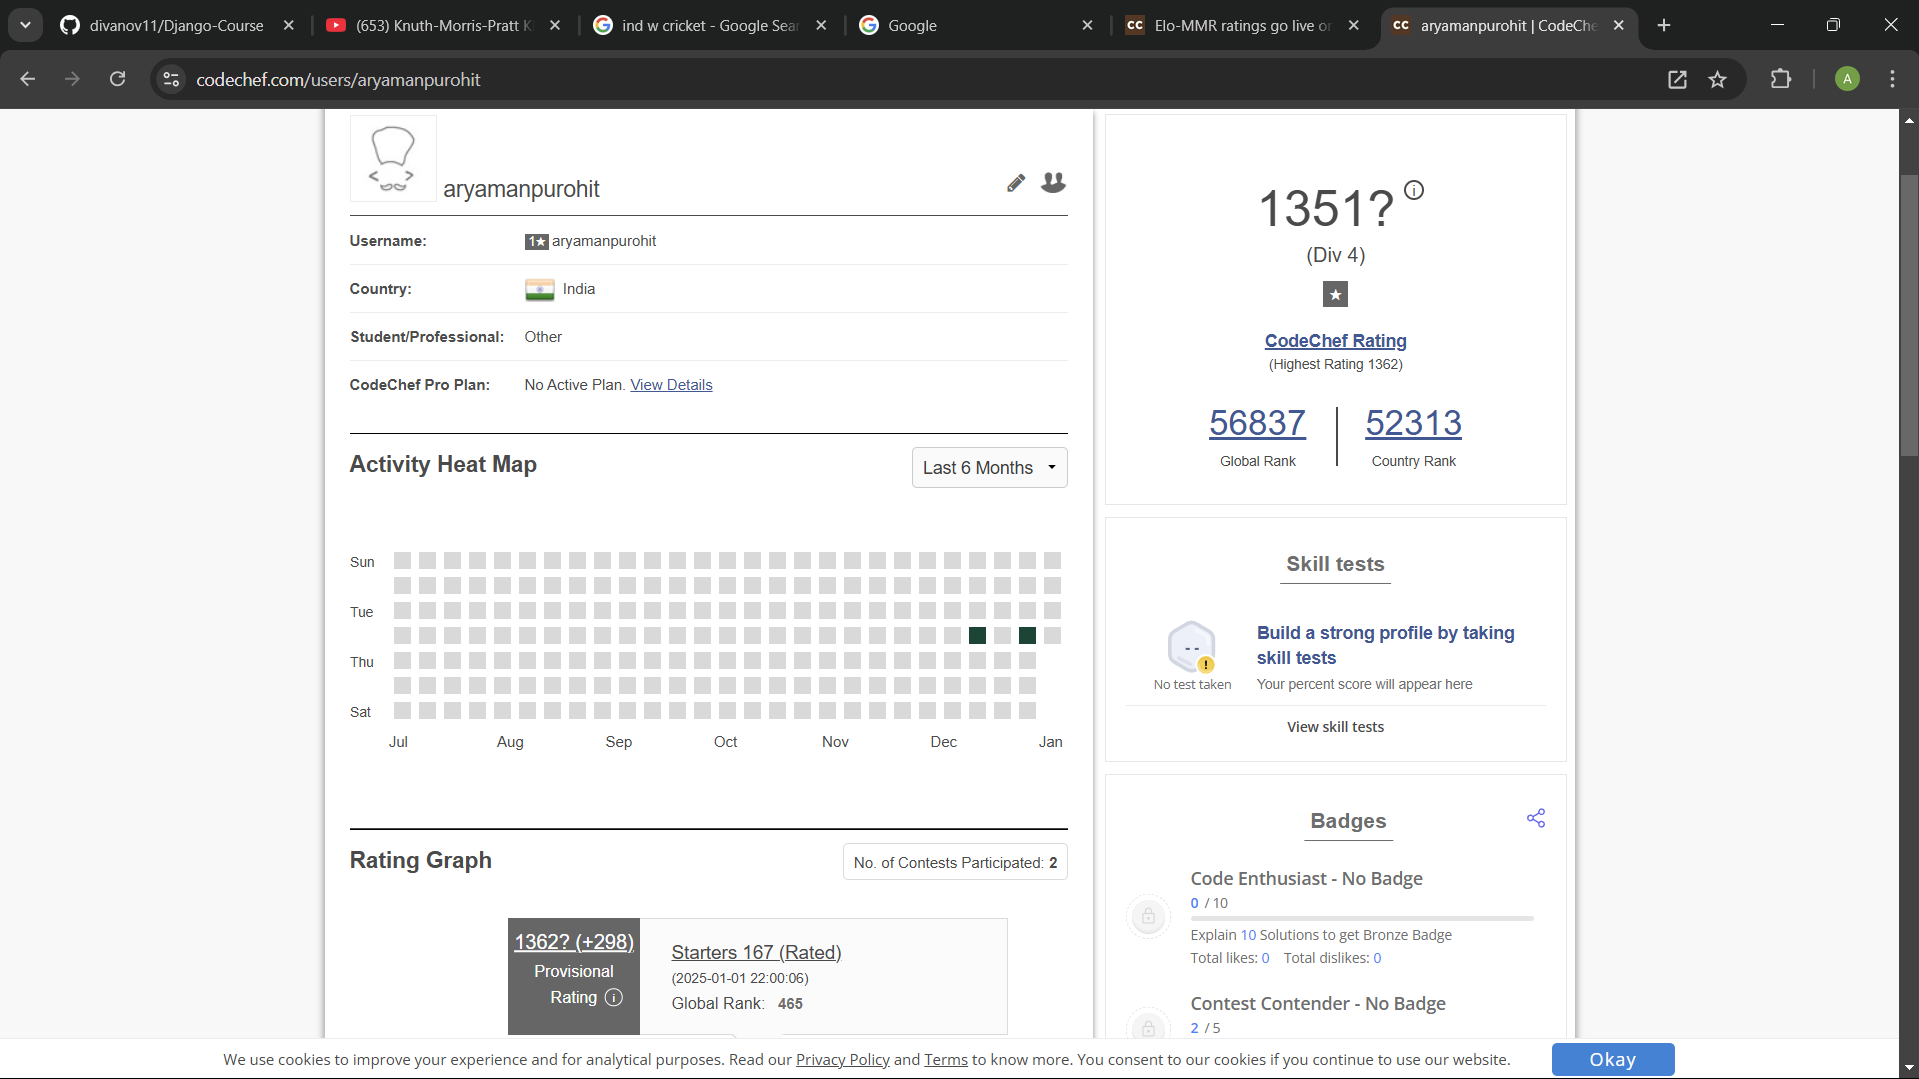 divanov11/Django-Course
(653) Knuth-Morris-Pratt K
ind w cricket - Google Sear
Google
CC Elo-MMR ratings go live or
CC aryamanpurohit | CodeChe
codechef.com/users/aryamanpurohit
A
aryamanpurohit
Username: 1★ aryamanpurohit
Country: India
Student/Professional: Other
CodeChef Pro Plan: No Active Plan. View Details
Activity Heat Map
Last 6 Months
Sun
Tue
Thu
Sat
Jul Aug Sep Oct Nov Dec Jan
Rating Graph
No. of Contests Participated: 2
1362? (+298)
Provisional
Rating
Starters 167 (Rated)
(2025-01-01 22:00:06)
Global Rank: 465
1351?
(Div 4)
★
CodeChef Rating
(Highest Rating 1362)
56837 52313
Global Rank Country Rank
Skill tests
No test taken
Build a strong profile by taking
skill tests
Your percent score will appear here
View skill tests
Badges
Code Enthusiast - No Badge
0 / 10
Explain 10 Solutions to get Bronze Badge
Total likes: 0 Total dislikes: 0
Contest Contender - No Badge
2 / 5
We use cookies to improve your experience and for analytical purposes. Read our Privacy Policy and Terms to know more. You consent to our cookies if you continue to use our website.
Okay